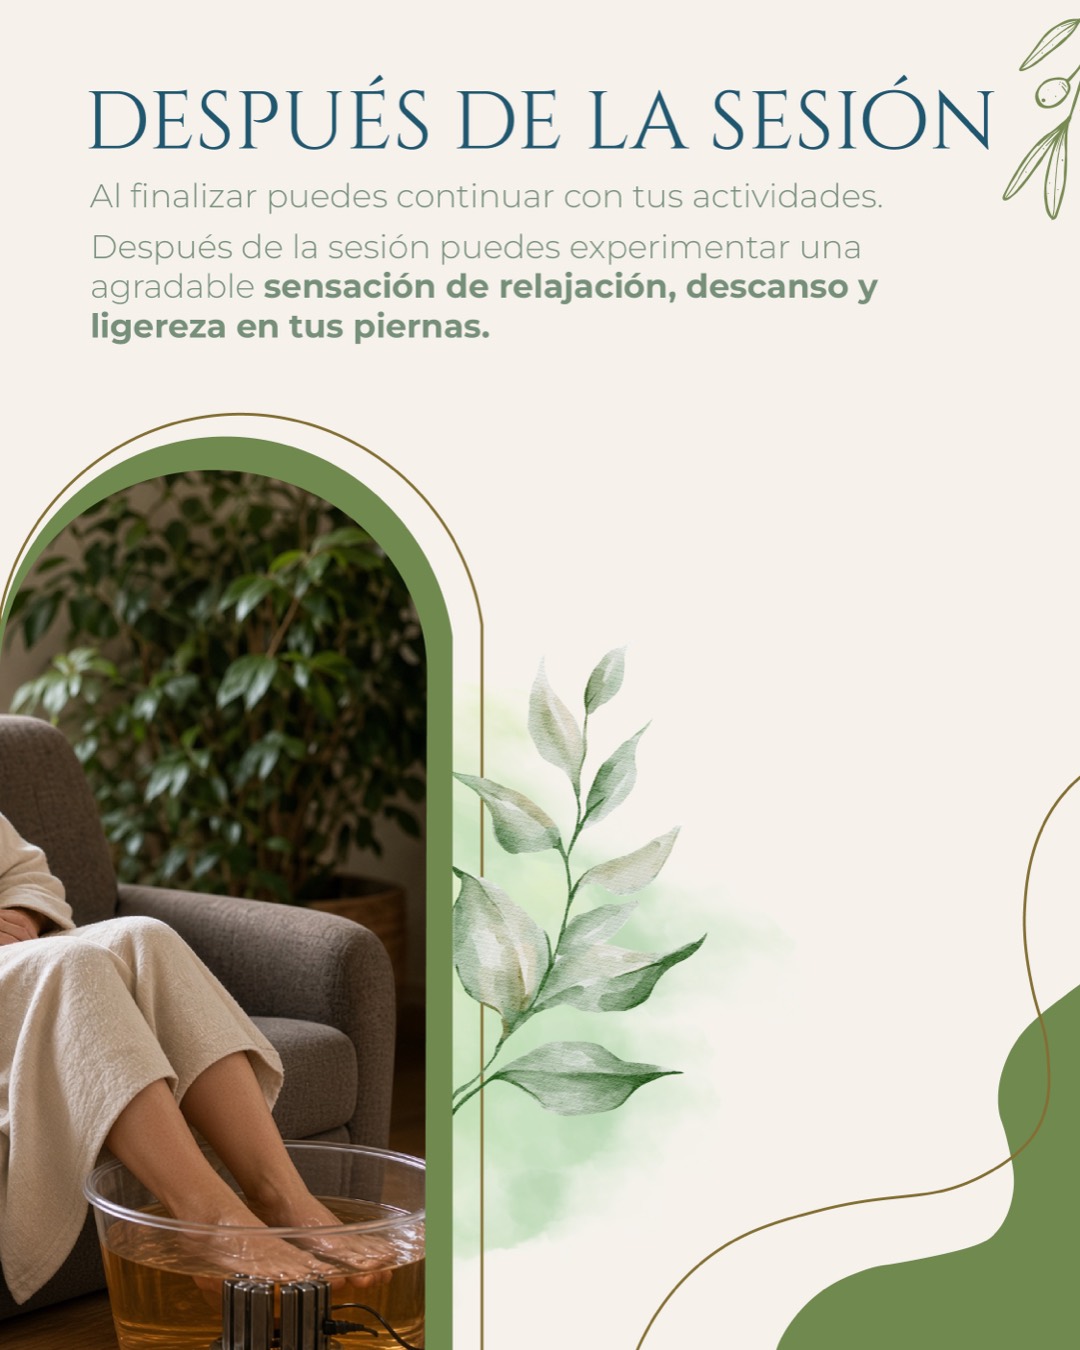 DESPUÉS DE LA SESIÓN
Al finalizar puedes continuar con tus actividades.
Después de la sesión puedes experimentar una
agradable sensación de relajación, descanso y
ligereza en tus piernas.